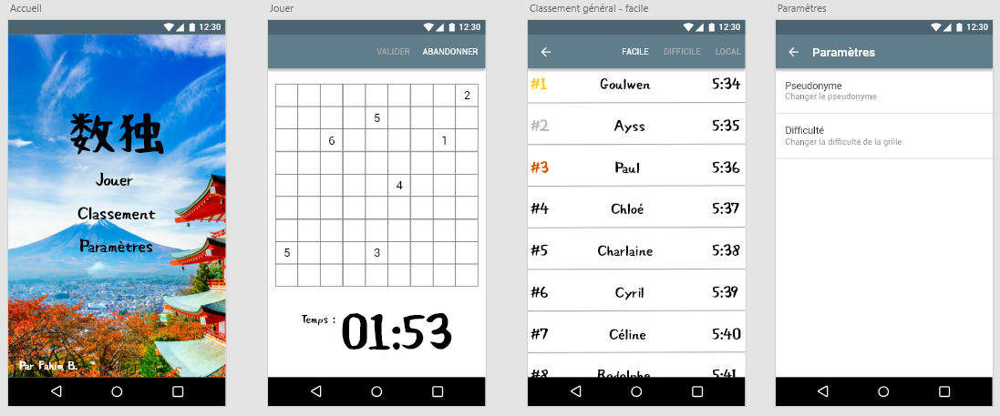 Accueil
12:30
数独
Jouer
Classement
Paramètres
Par Fahim B.
Jouer
12:30
VALIDER ABANDONNER
2
5
6 1
4
5 3
Temps : 01:53
Classement général - facile
12:30
FACILE DIFFICILE LOCAL
#1 Goulwen 5:34
#2 Ayss 5:35
#3 Paul 5:36
#4 Chloé 5:37
#5 Charlaine 5:38
#6 Cyril 5:39
#7 Céline 5:40
#8 Rodolphe 5:41
Paramètres
12:30
Paramètres
Pseudonyme
Changer le pseudonyme
Difficulté
Changer la difficulté de la grille